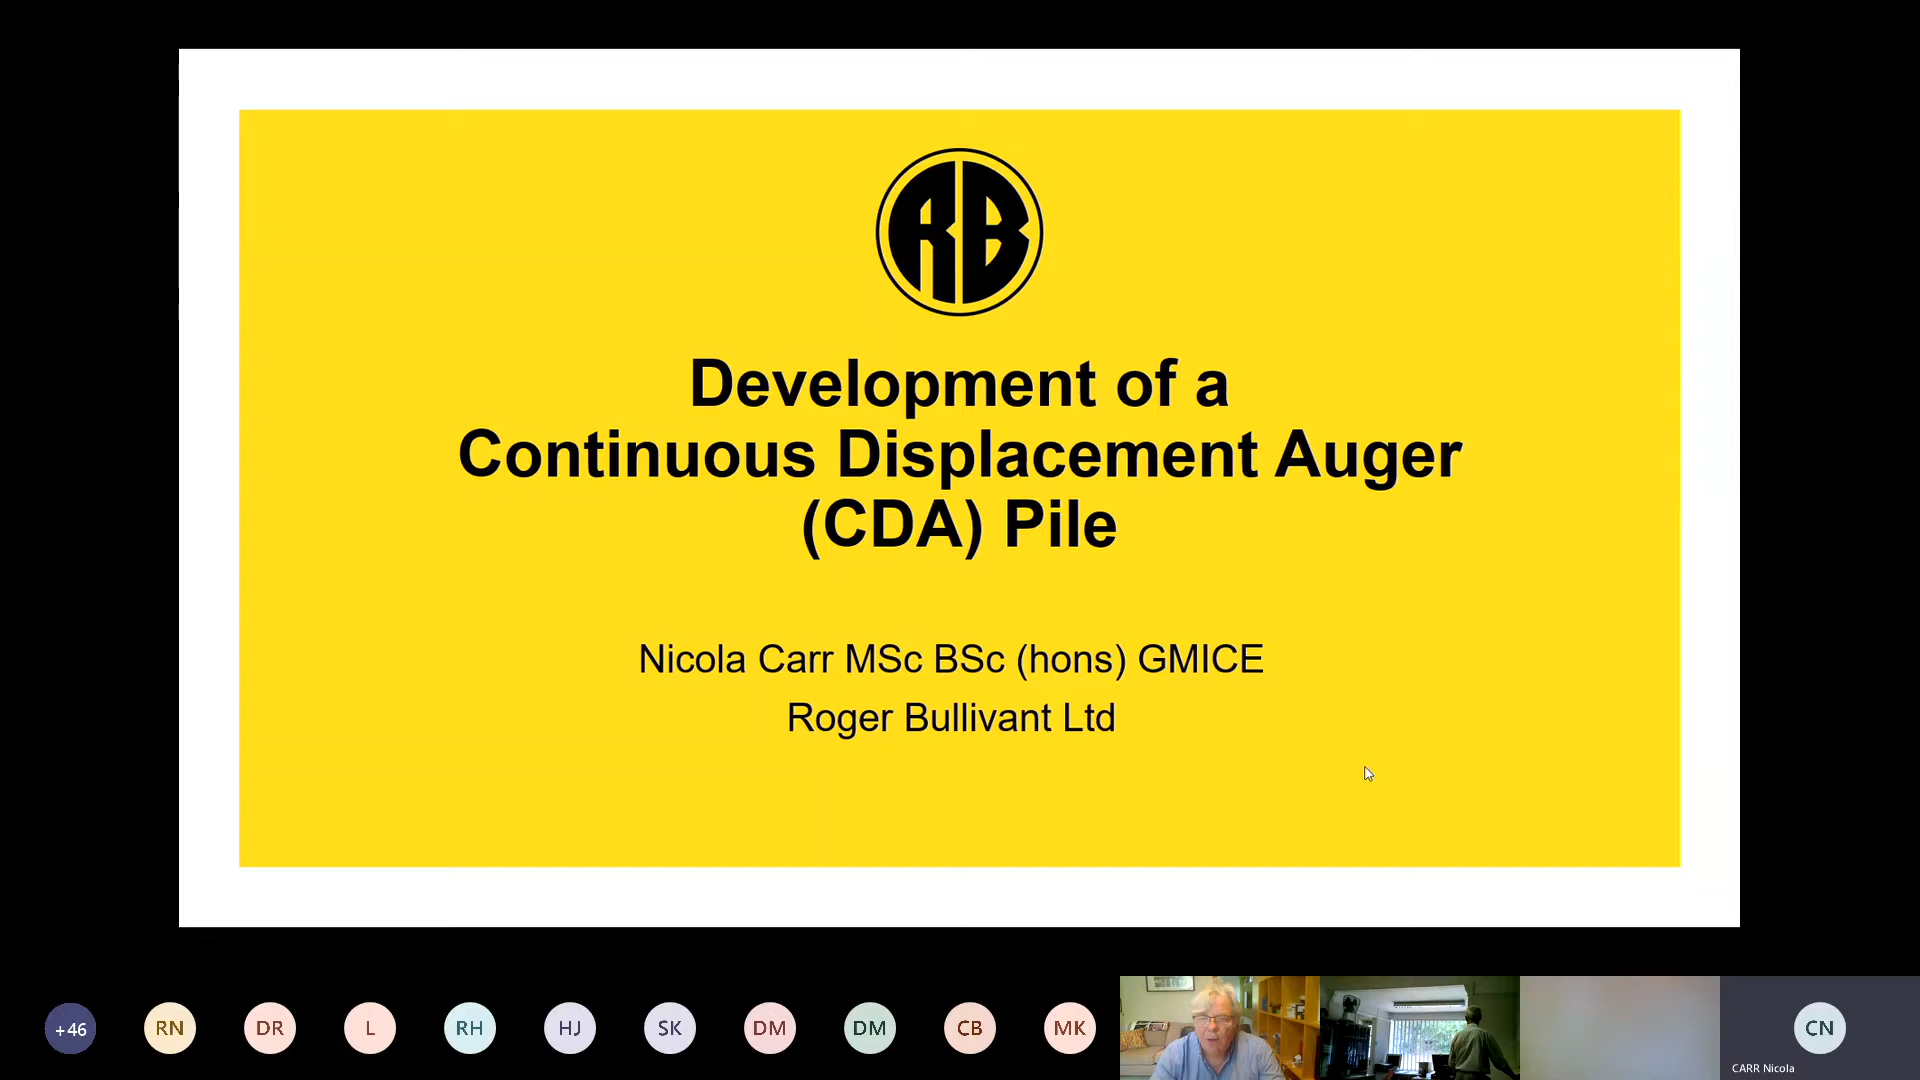 RB
Development of a
Continuous Displacement Auger
(CDA) Pile
Nicola Carr MSc BSc (hons) GMICE
Roger Bullivant Ltd
+46
RN
DR
L
RH
HJ
SK
DM
DM
CB
MK
CN
CARR Nicola